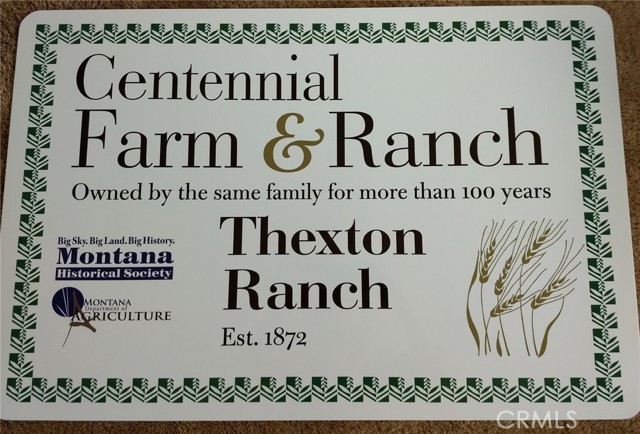 Centennial
Farm & Ranch
Owned by the same family for more than 100 years
Big Sky. Big Land. Big History.
Montana
Historical Society
MONTANA
Department of
AGRICULTURE
Thexton
Ranch
Est. 1872
CRMLS